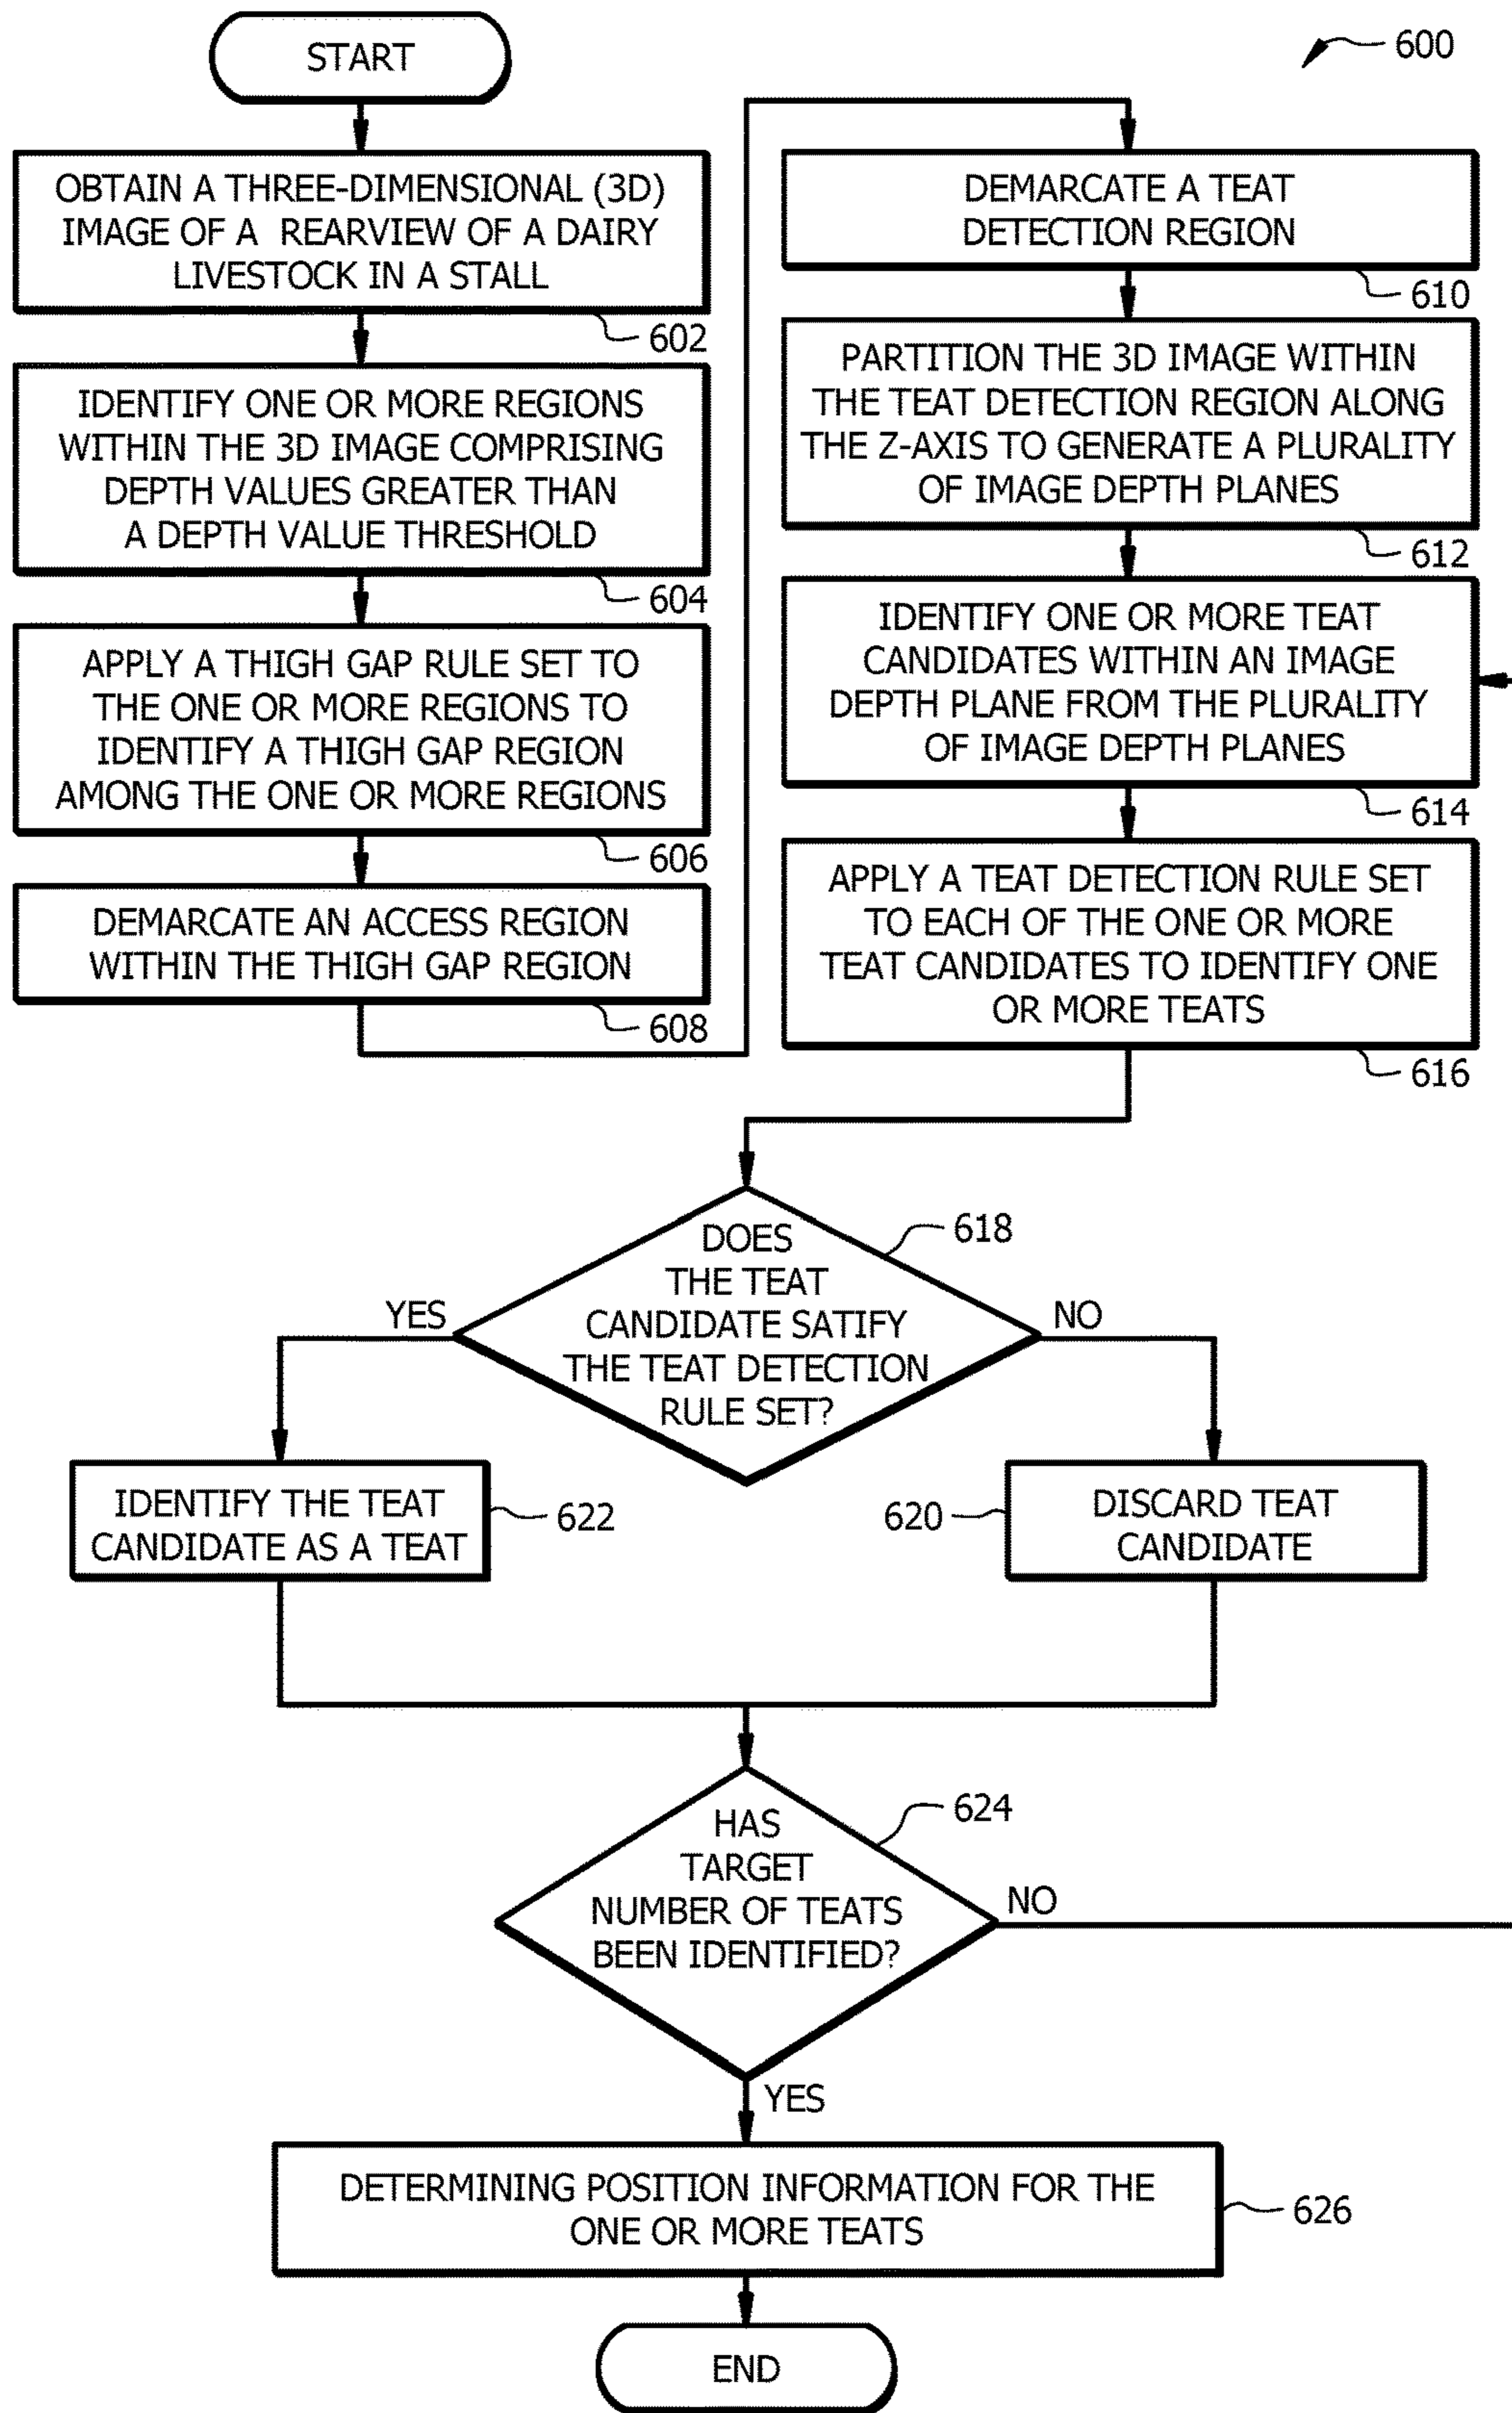 START
600
OBTAIN A THREE-DIMENSIONAL (3D)
IMAGE OF A REARVIEW OF A DAIRY
LIVESTOCK IN A STALL
602
IDENTIFY ONE OR MORE REGIONS
WITHIN THE 3D IMAGE COMPRISING
DEPTH VALUES GREATER THAN
A DEPTH VALUE THRESHOLD
604
APPLY A THIGH GAP RULE SET TO
THE ONE OR MORE REGIONS TO
IDENTIFY A THIGH GAP REGION
AMONG THE ONE OR MORE REGIONS
606
DEMARCATE AN ACCESS REGION
WITHIN THE THIGH GAP REGION
608
DEMARCATE A TEAT
DETECTION REGION
610
PARTITION THE 3D IMAGE WITHIN
THE TEAT DETECTION REGION ALONG
THE Z-AXIS TO GENERATE A PLURALITY
OF IMAGE DEPTH PLANES
612
IDENTIFY ONE OR MORE TEAT
CANDIDATES WITHIN AN IMAGE
DEPTH PLANE FROM THE PLURALITY
OF IMAGE DEPTH PLANES
614
APPLY A TEAT DETECTION RULE SET
TO EACH OF THE ONE OR MORE
TEAT CANDIDATES TO IDENTIFY ONE
OR MORE TEATS
616
DOES
THE TEAT
CANDIDATE SATIFY
THE TEAT DETECTION
RULE SET?
618
YES
NO
IDENTIFY THE TEAT
CANDIDATE AS A TEAT
622
620
DISCARD TEAT
CANDIDATE
HAS
TARGET
NUMBER OF TEATS
BEEN IDENTIFIED?
624
NO
YES
DETERMINING POSITION INFORMATION FOR THE
ONE OR MORE TEATS
626
END